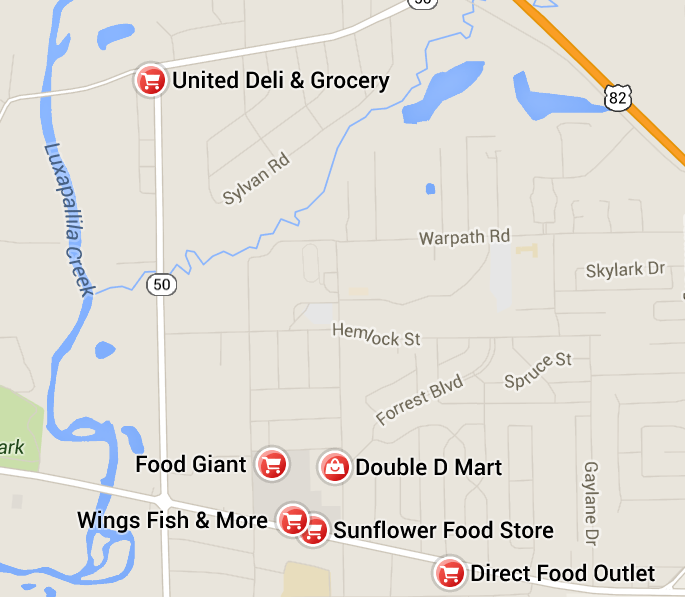 United Deli & Grocery
82
Sylvan Rd
Luxapallila Creek
Warpath Rd
Skylark Dr
50
Hemlock St
Spruce St
Forrest Blvd
ark
Food Giant
Double D Mart
Gaylane Dr
Wings Fish & More
Sunflower Food Store
Direct Food Outlet